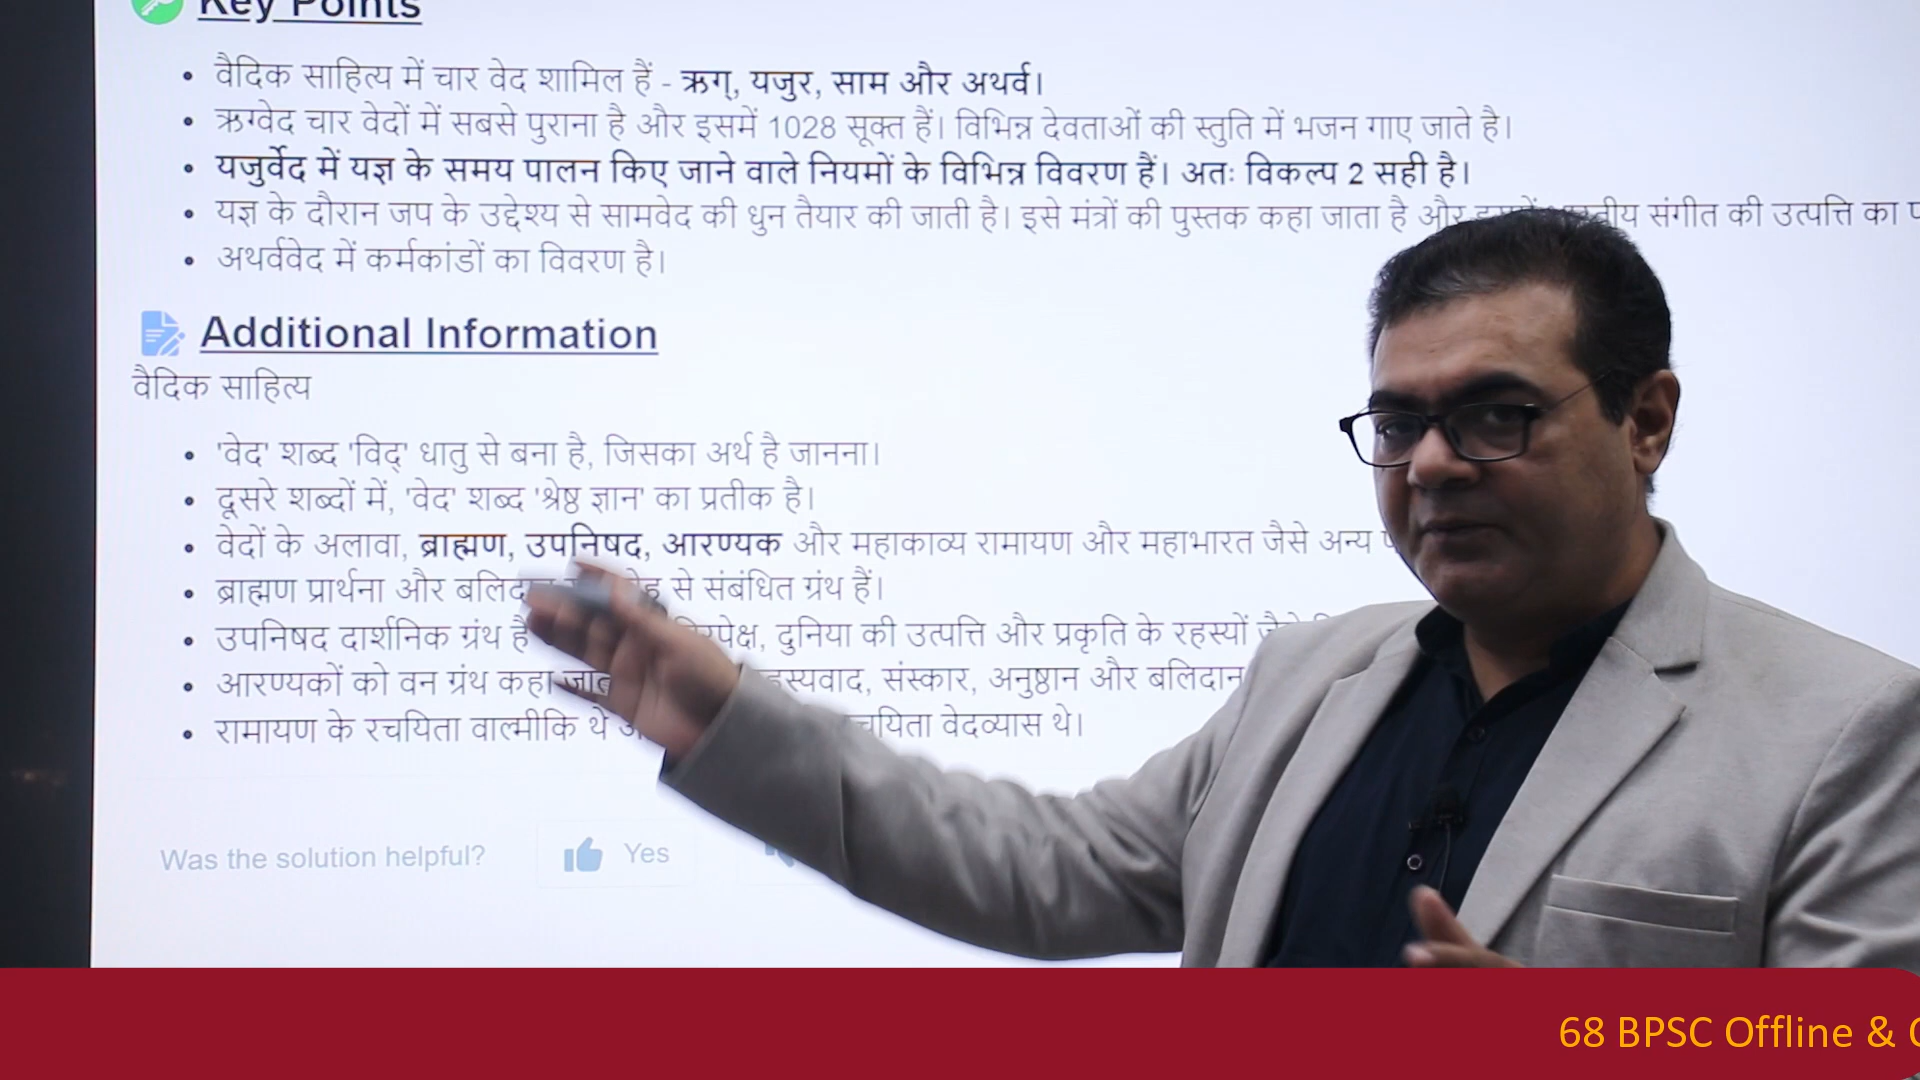 Key Points
वैदिक साहित्य में चार वेद शामिल हैं - ऋग्, यजुर, साम और अथर्व।
ऋग्वेद चार वेदों में सबसे पुराना है और इसमें 1028 सूक्त हैं। विभिन्न देवताओं की स्तुति में भजन गाए जाते है।
यजुर्वेद में यज्ञ के समय पालन किए जाने वाले नियमों के विभिन्न विवरण हैं। अतः विकल्प 2 सही है।
यज्ञ के दौरान जप के उद्देश्य से सामवेद की धुन तैयार की जाती है। इसे मंत्रों की पुस्तक कहा जाता है और संगीत की उत्पत्ति का
अथर्ववेद में कर्मकांडों का विवरण है।
Additional Information
वैदिक साहित्य
'वेद' शब्द 'विद्' धातु से बना है, जिसका अर्थ है जानना।
दूसरे शब्दों में, 'वेद' शब्द 'श्रेष्ठ ज्ञान' का प्रतीक है।
वेदों के अलावा, ब्राह्मण, उपनिषद, आरण्यक और महाकाव्य रामायण और महाभारत जैसे अन्य
ब्राह्मण प्रार्थना और से संबंधित ग्रंथ हैं।
उपनिषद दार्शनिक ग्रंथ दुनिया की उत्पत्ति और प्रकृति के रहस्यों
आरण्यकों को वन ग्रंथ कहा संस्कार, अनुष्ठान और बलिदान
रामायण के रचयिता वाल्मीकि थे वेदव्यास थे।
Was the solution helpful? Yes
68 BPSC Offline &